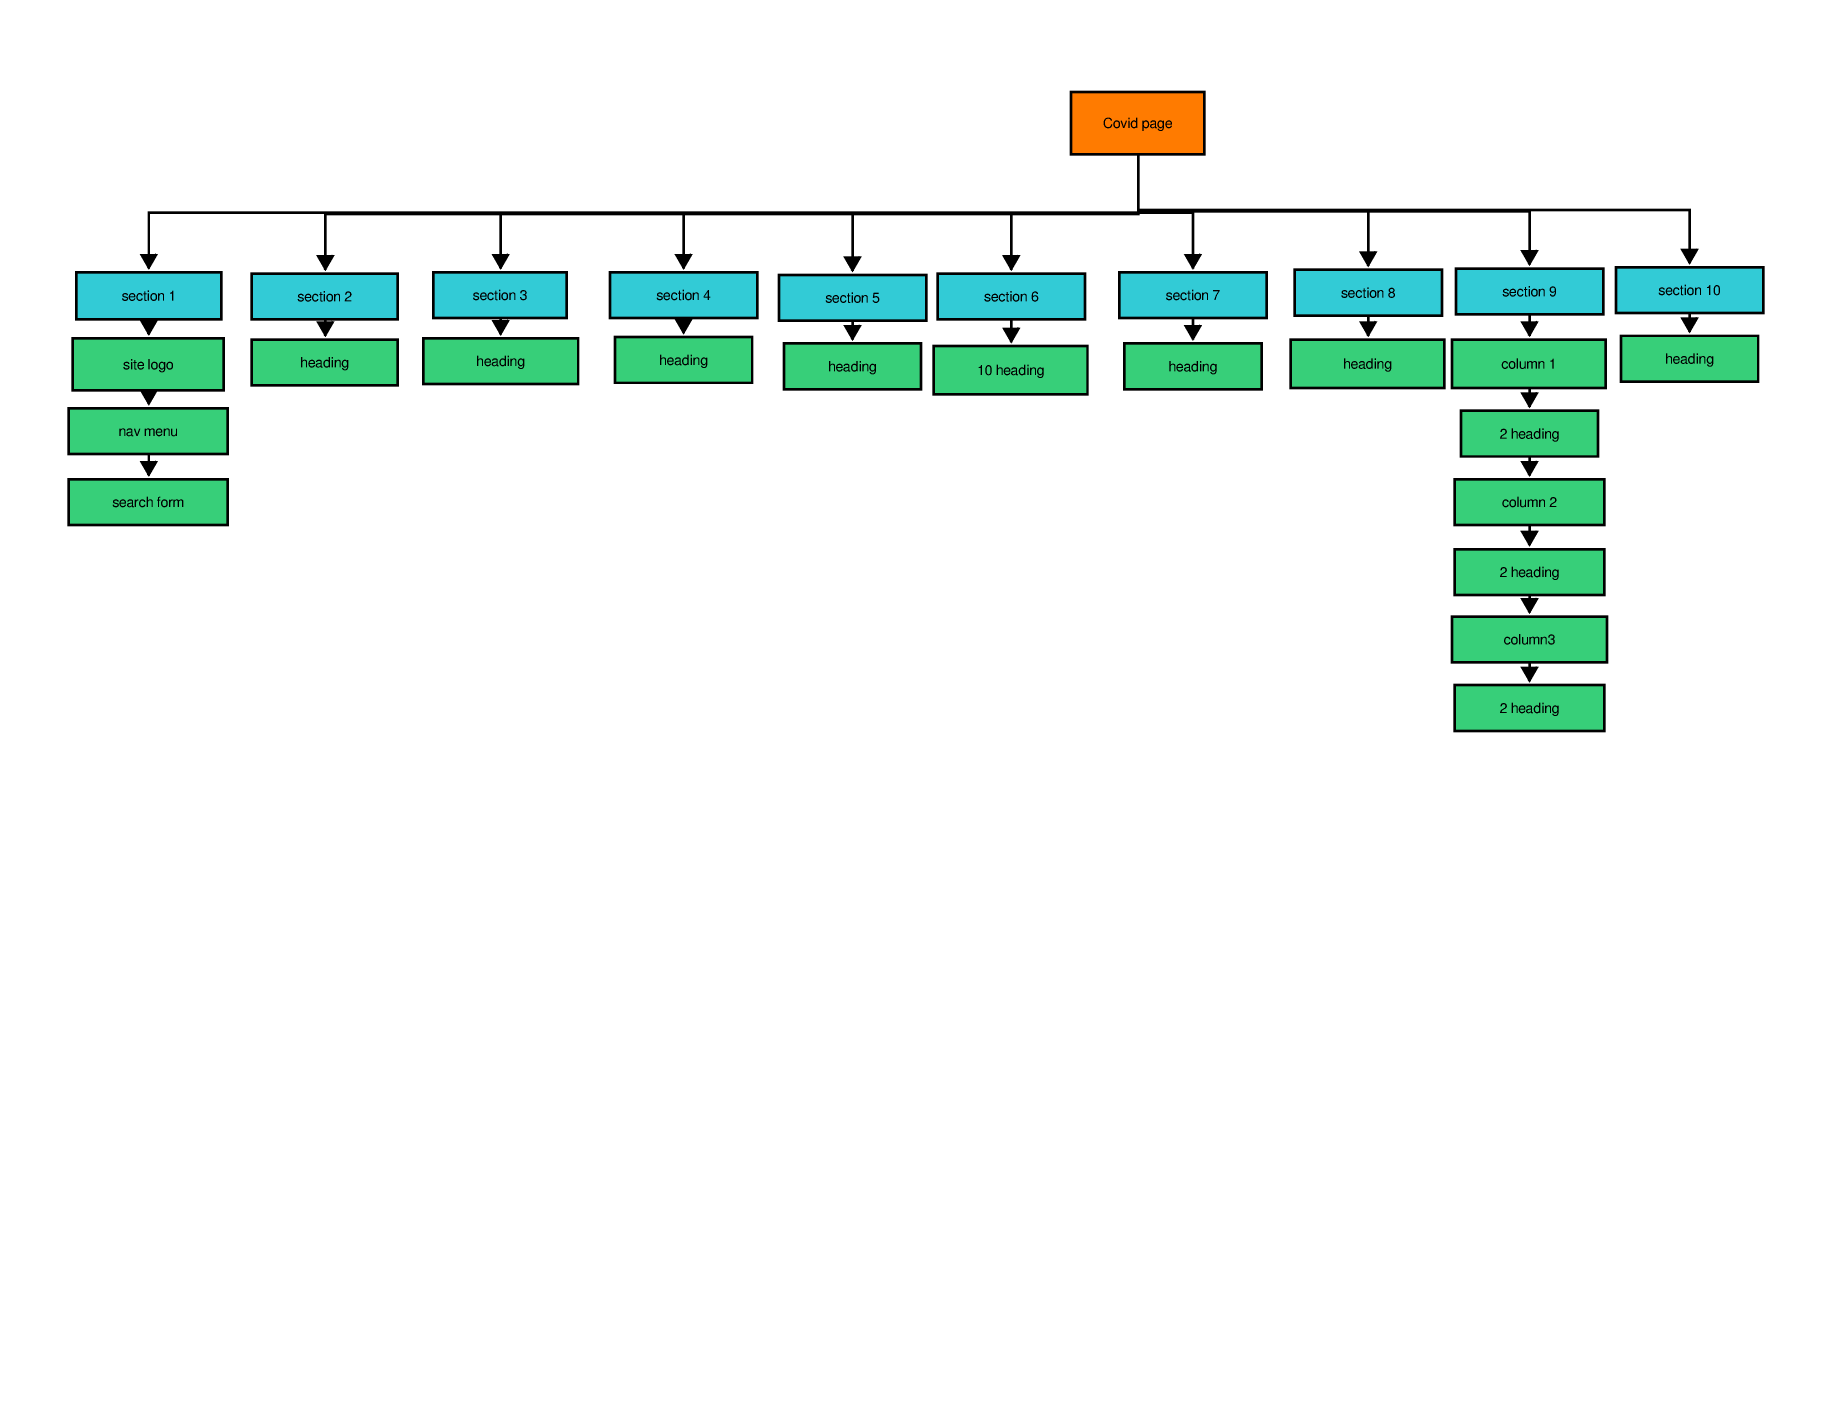 Covid page
section 1
section 2
section 3
section 4
section 5
section 6
section 7
section 8
section 9
section 10
site logo
heading
heading
heading
heading
10 heading
heading
heading
column 1
heading
nav menu
2 heading
search form
column 2
2 heading
column3
2 heading